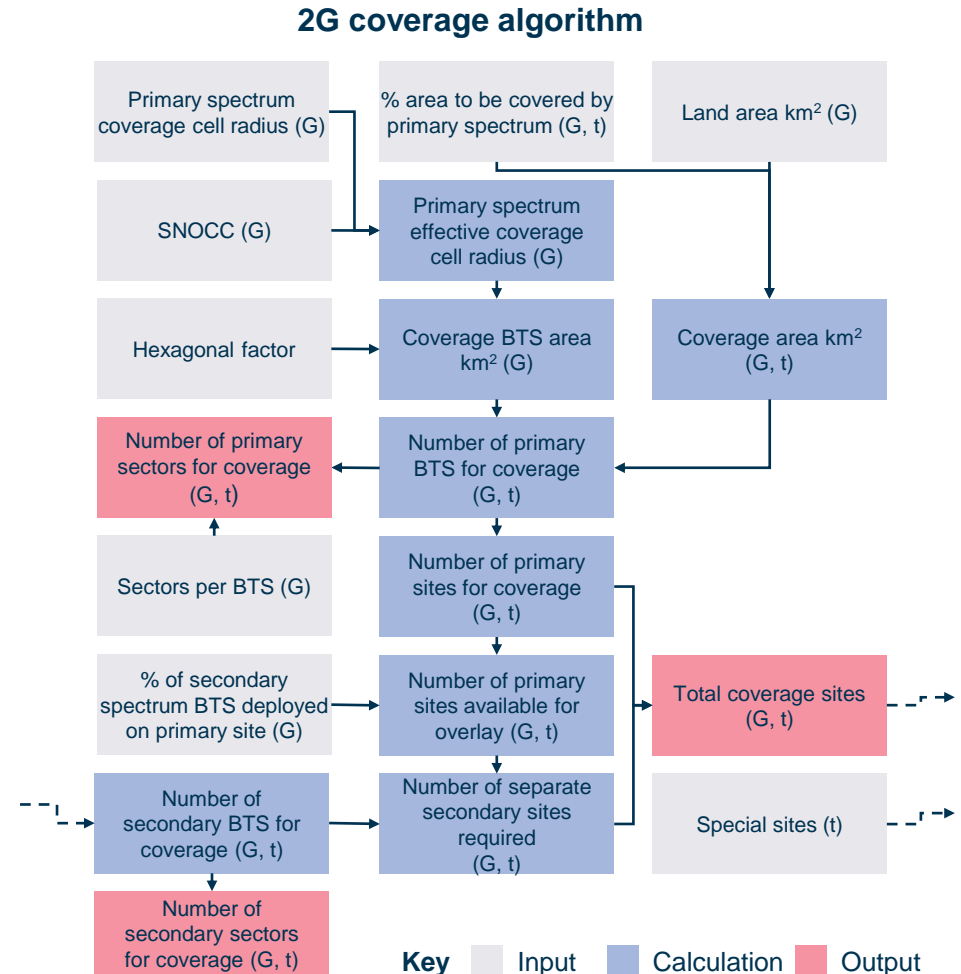 2G coverage algorithm
Primary spectrum
coverage cell radius (G)
% area to be covered by
primary spectrum (G, t)
Land area km² (G)
SNOCC (G)
Primary spectrum
effective coverage
cell radius (G)
Hexagonal factor
Coverage BTS area
km² (G)
Coverage area km²
(G, t)
Number of primary
sectors for coverage
(G, t)
Number of primary
BTS for coverage
(G, t)
Sectors per BTS (G)
Number of primary
sites for coverage
(G, t)
% of secondary
spectrum BTS deployed
on primary site (G)
Number of primary
sites available for
overlay (G, t)
Total coverage sites
(G, t)
Number of
secondary BTS for
coverage (G, t)
Number of separate
secondary sites
required
(G, t)
Special sites (t)
Number of
secondary sectors
for coverage (G, t)
Key Input Calculation Output